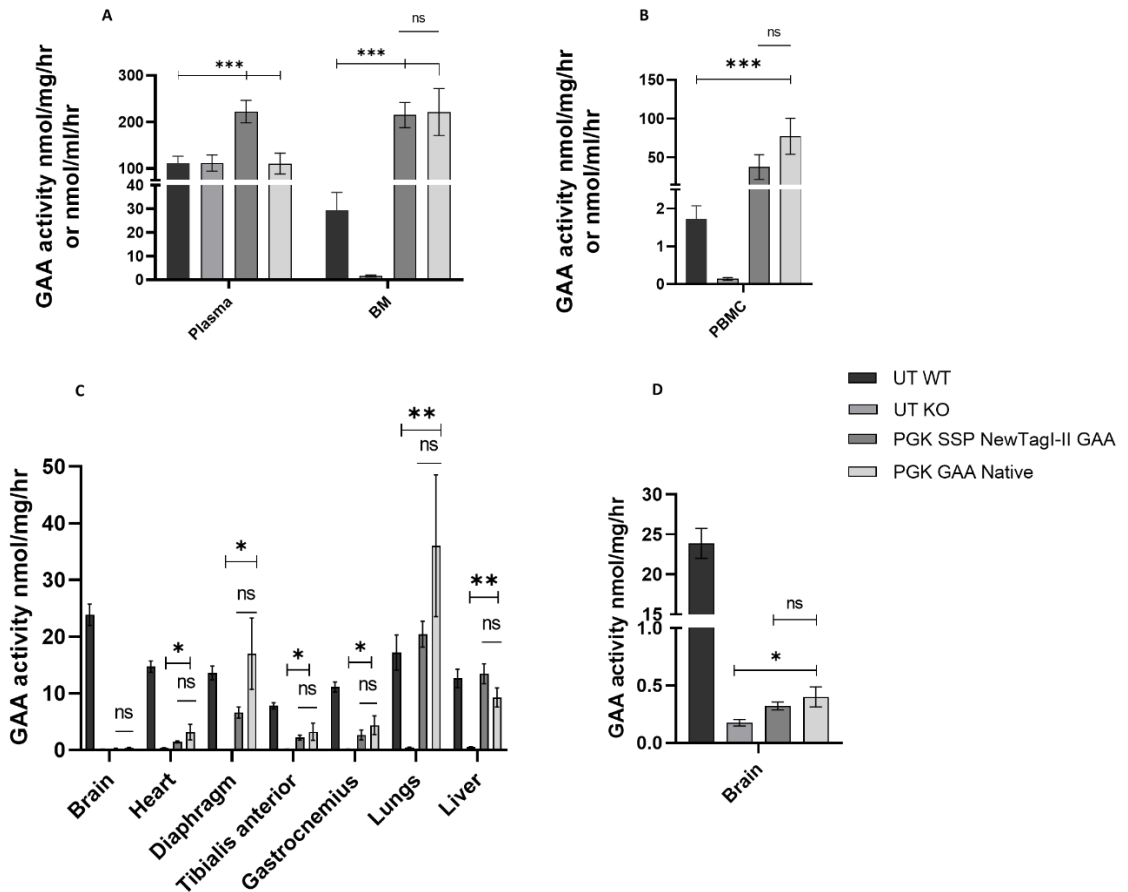 A
GAA activity nmol/mg/hr
or nmol/ml/hr
300
200
100
40
30
20
10
0
***
***
ns
Plasma
BM
B
GAA activity nmol/mg/hr
or nmol/ml/hr
150
100
50
2
1
0
ns
***
PBMC
C
GAA activity nmol/mg/hr
50
40
30
20
10
0
ns
*
ns
*
ns
*
ns
*
ns
**
ns
**
ns
Brain
Heart
Diaphragm
Tibialis anterior
Gastrocnemius
Lungs
Liver
UT WT
UT KO
PGK SSP NewTagI-II GAA
PGK GAA Native
D
GAA activity nmol/mg/hr
30
25
20
15
1.0
0.5
0.0
ns
*
Brain